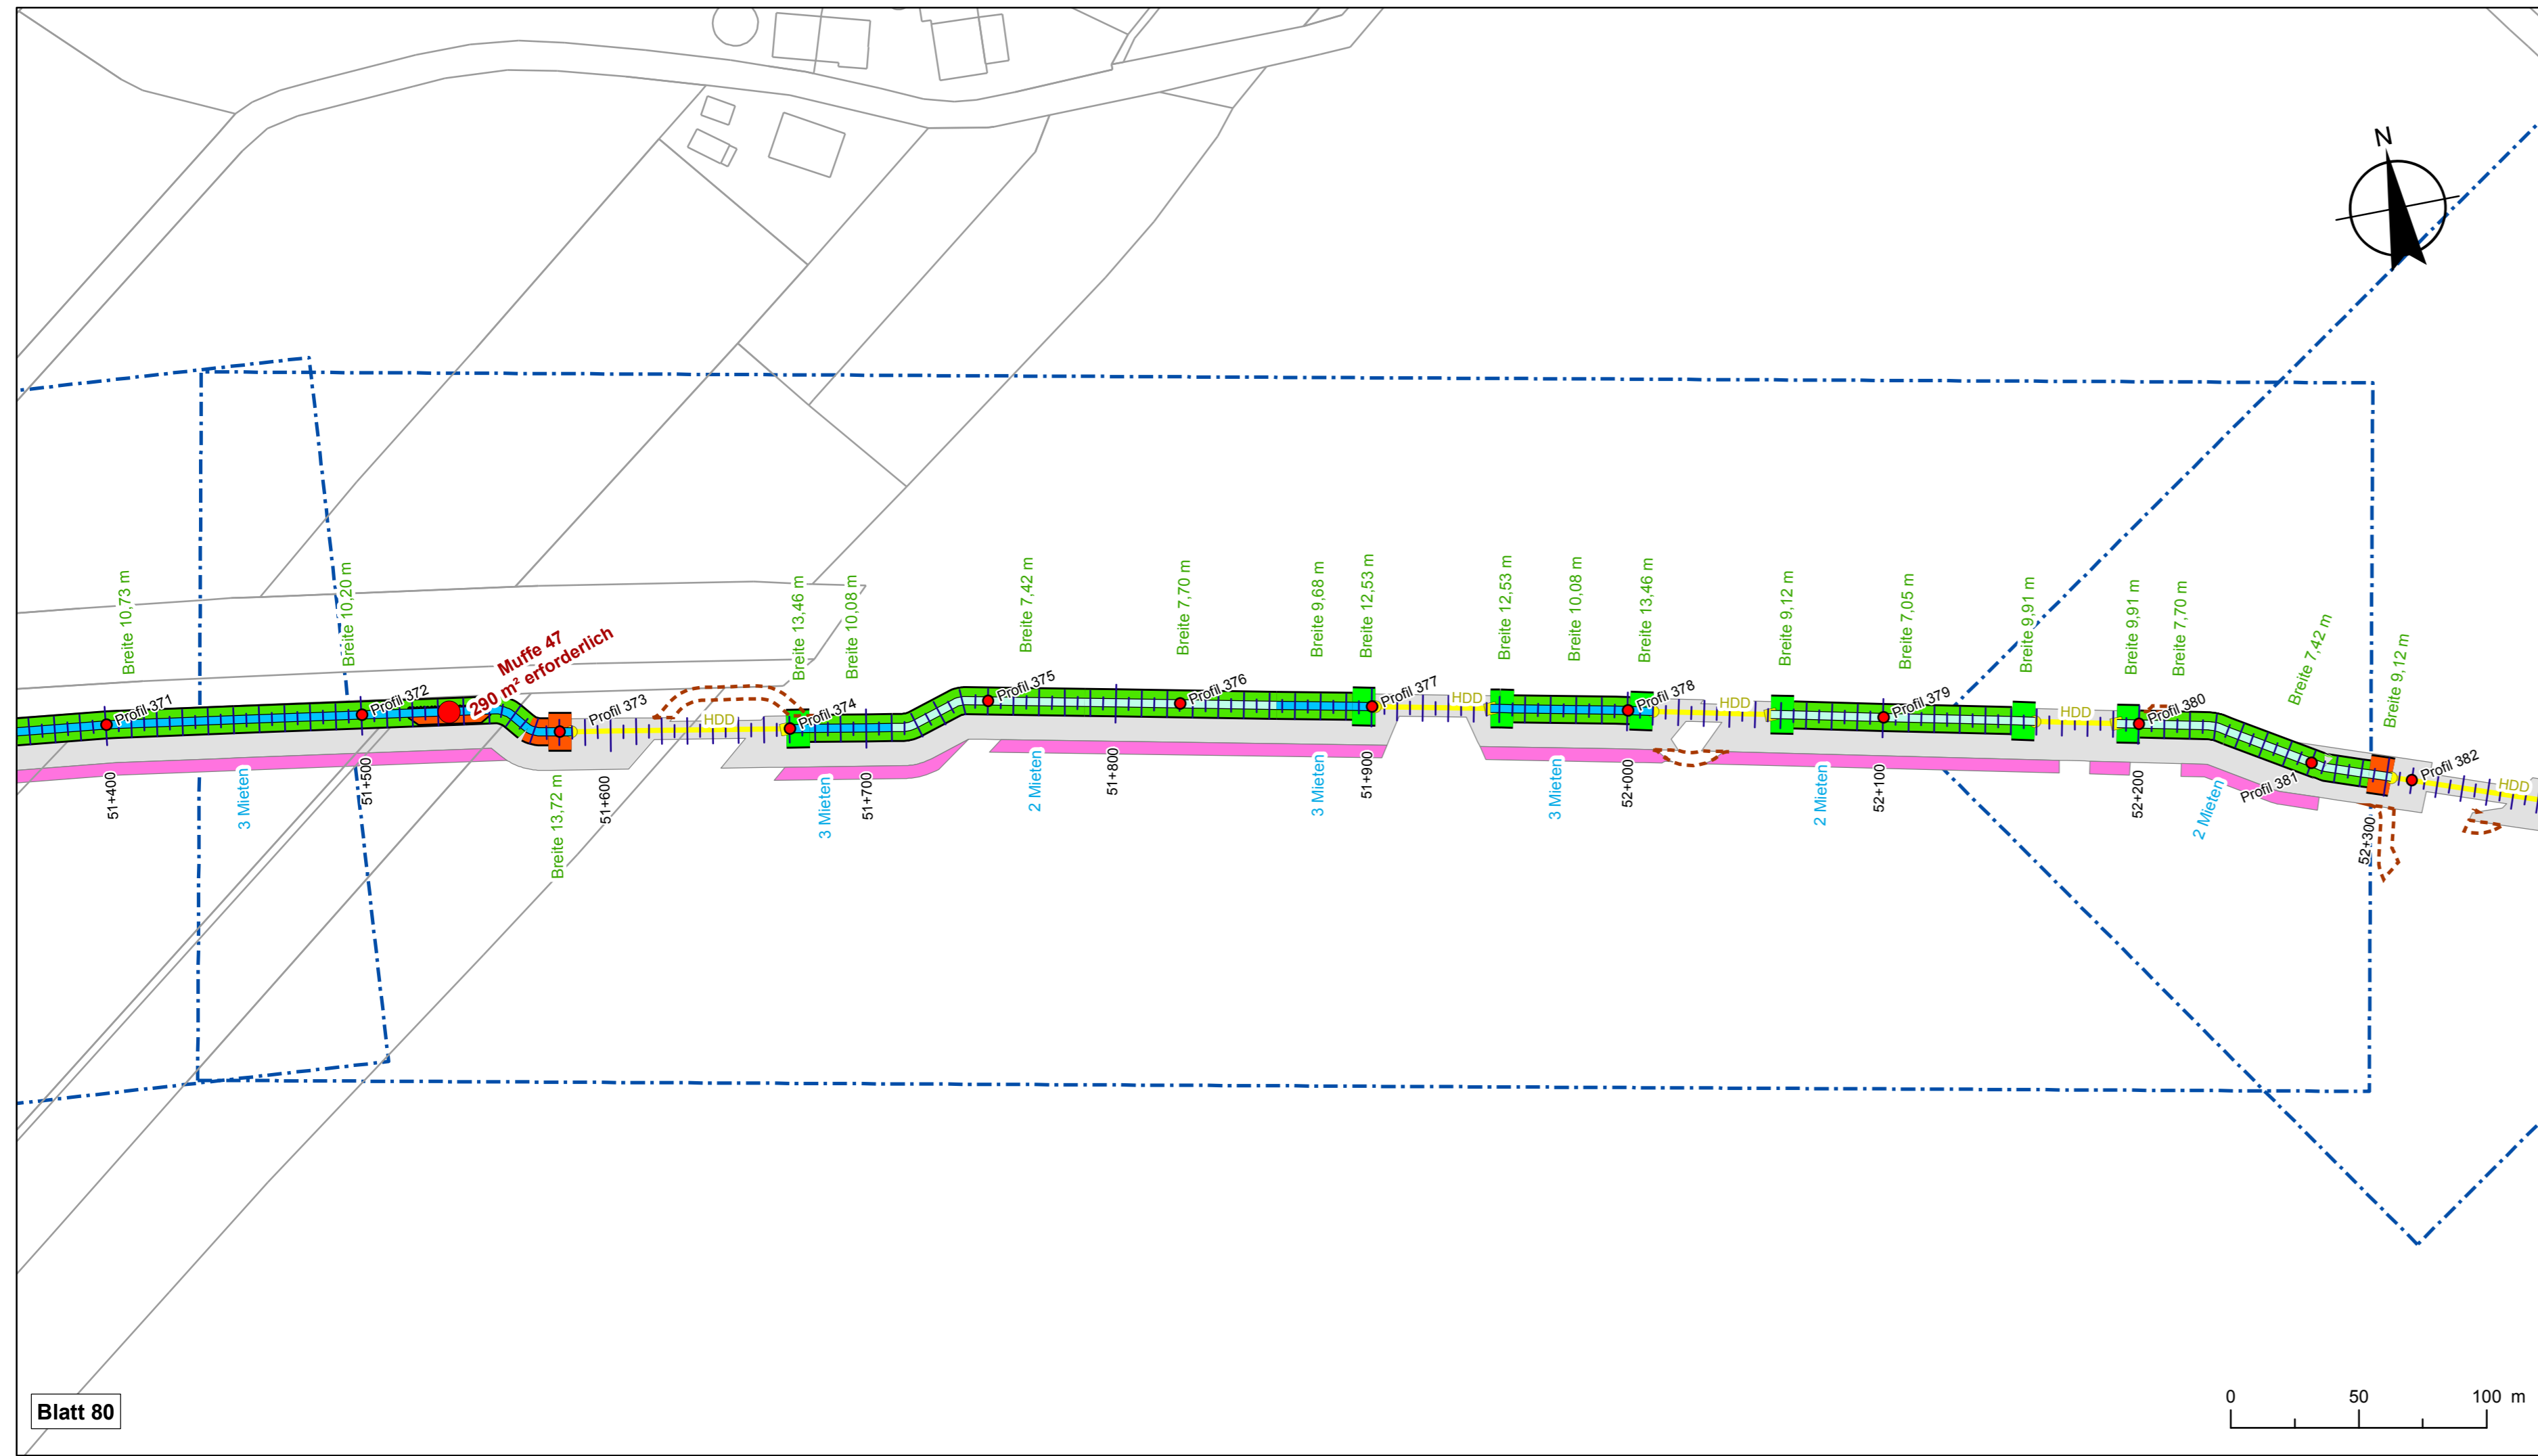 N
Breite 10,73 m
Breite 10,20 m
Breite 13,46 m
Breite 10,08 m
Breite 7,42 m
Breite 7,70 m
Breite 9,68 m
Breite 12,53 m
Breite 12,53 m
Breite 10,08 m
Breite 13,46 m
Breite 9,12 m
Breite 7,05 m
Breite 9,91 m
Breite 9,91 m
Breite 7,70 m
Breite 7,42 m
Breite 9,12 m
Muffe 47
290 m² erforderlich
Profil 371
Profil 372
Profil 373
Profil 374
Profil 375
Profil 376
Profil 377
Profil 378
Profil 379
Profil 380
Profil 381
Profil 382
HDD
HDD
HDD
HDD
HDD
51+400
51+500
51+600
51+700
51+800
51+900
52+000
52+100
52+200
52+300
3 Mieten
3 Mieten
2 Mieten
3 Mieten
3 Mieten
2 Mieten
2 Mieten
Breite 13,72 m
Blatt 80
0 50 100 m